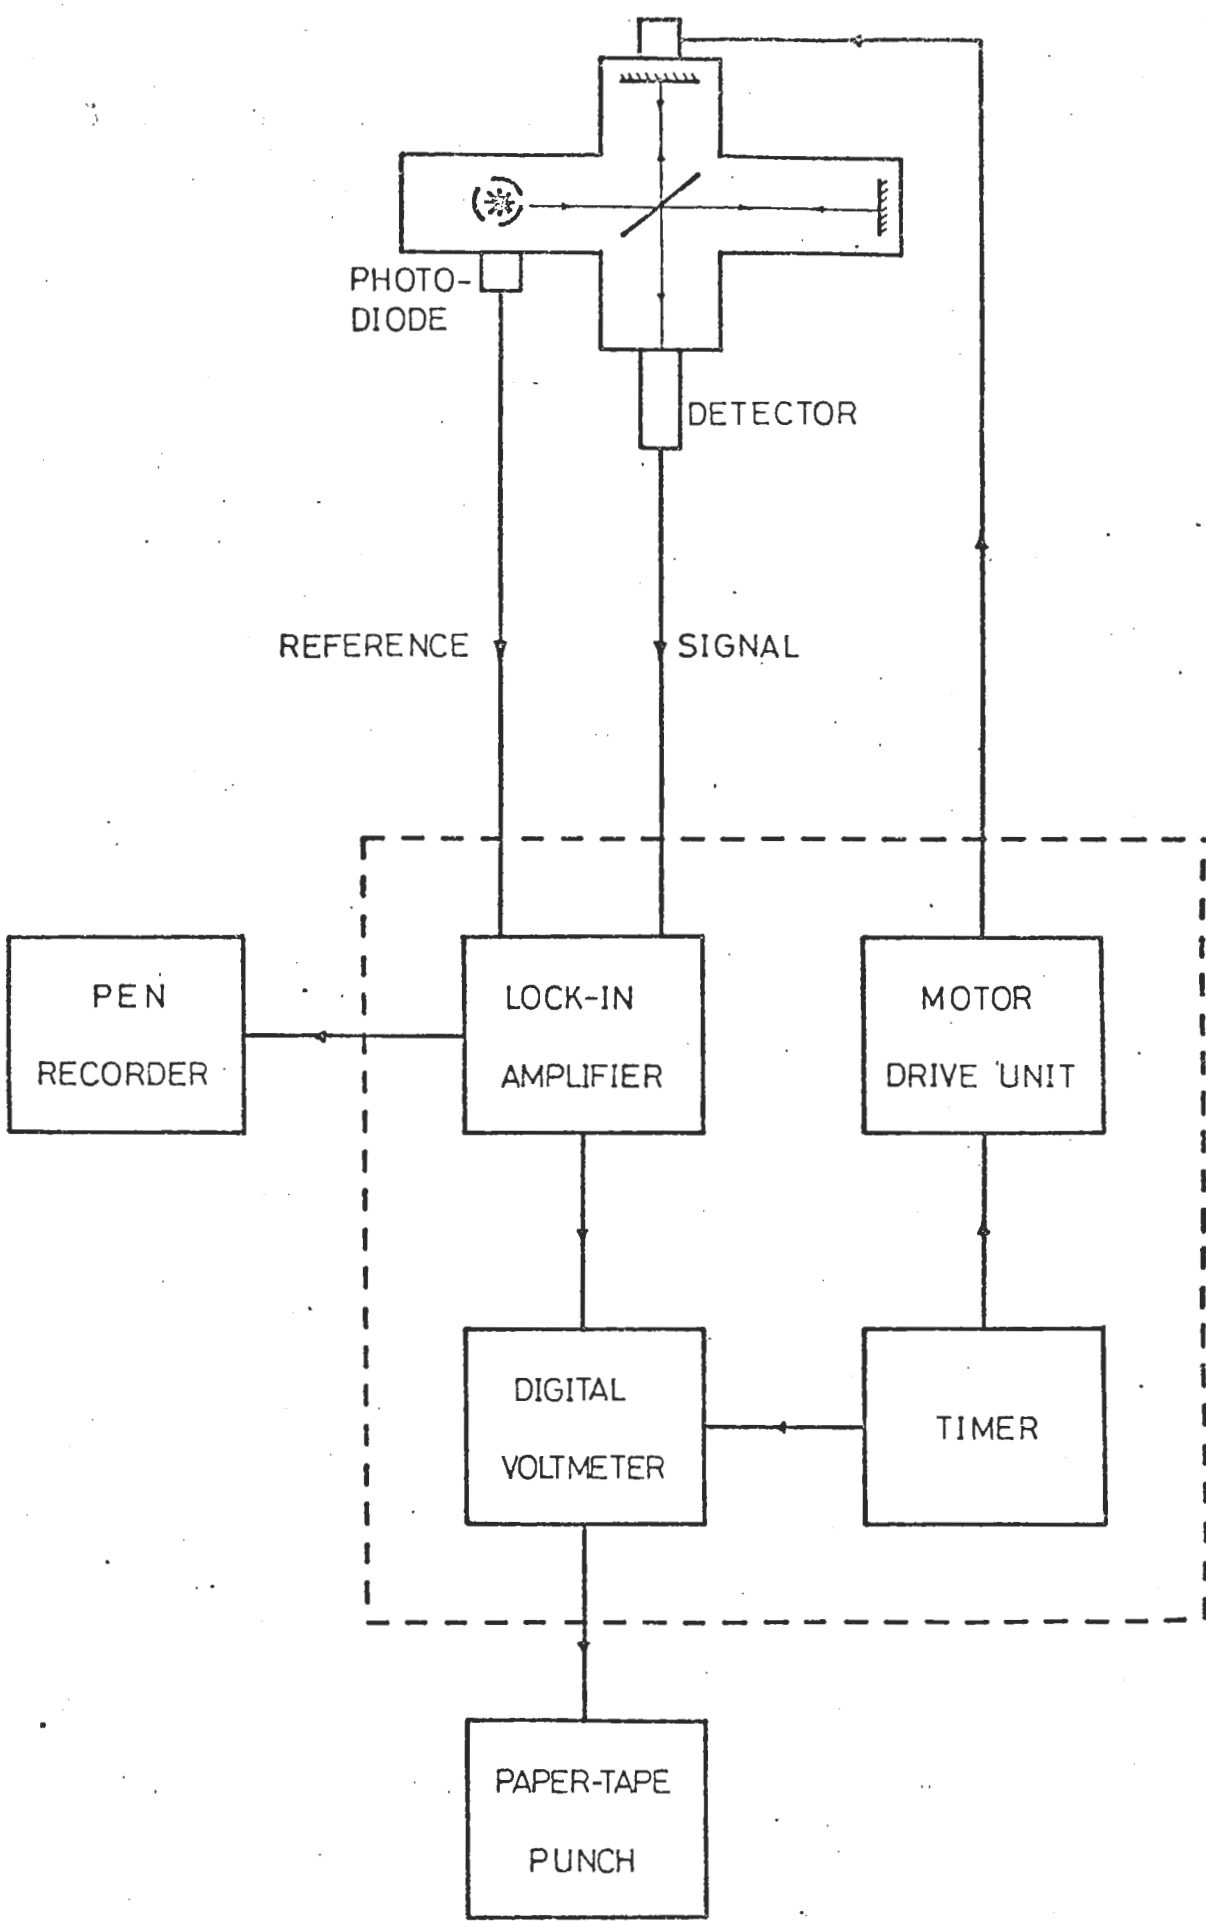 PHOTO-
DIODE
DETECTOR
REFERENCE
SIGNAL
PEN
RECORDER
LOCK-IN
AMPLIFIER
MOTOR
DRIVE UNIT
DIGITAL
VOLTMETER
TIMER
PAPER-TAPE
PUNCH